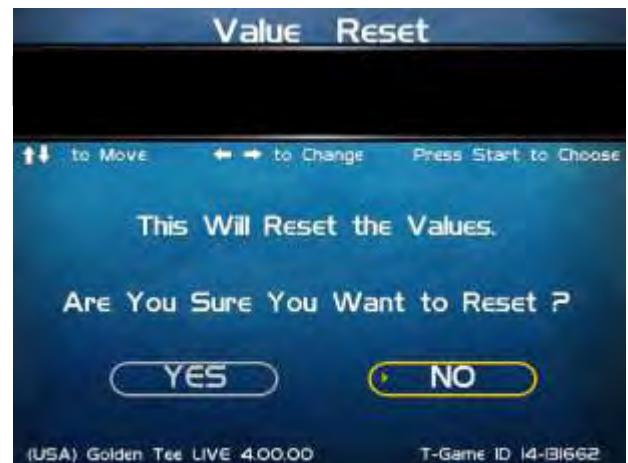 Value Reset
↑↓ to Move ← → to Change Press Start to Choose
This Will Reset the Values.
Are You Sure You Want to Reset ?
YES NO
(USA) Golden Tee LIVE 4.00.00 T-Game ID 14-131662